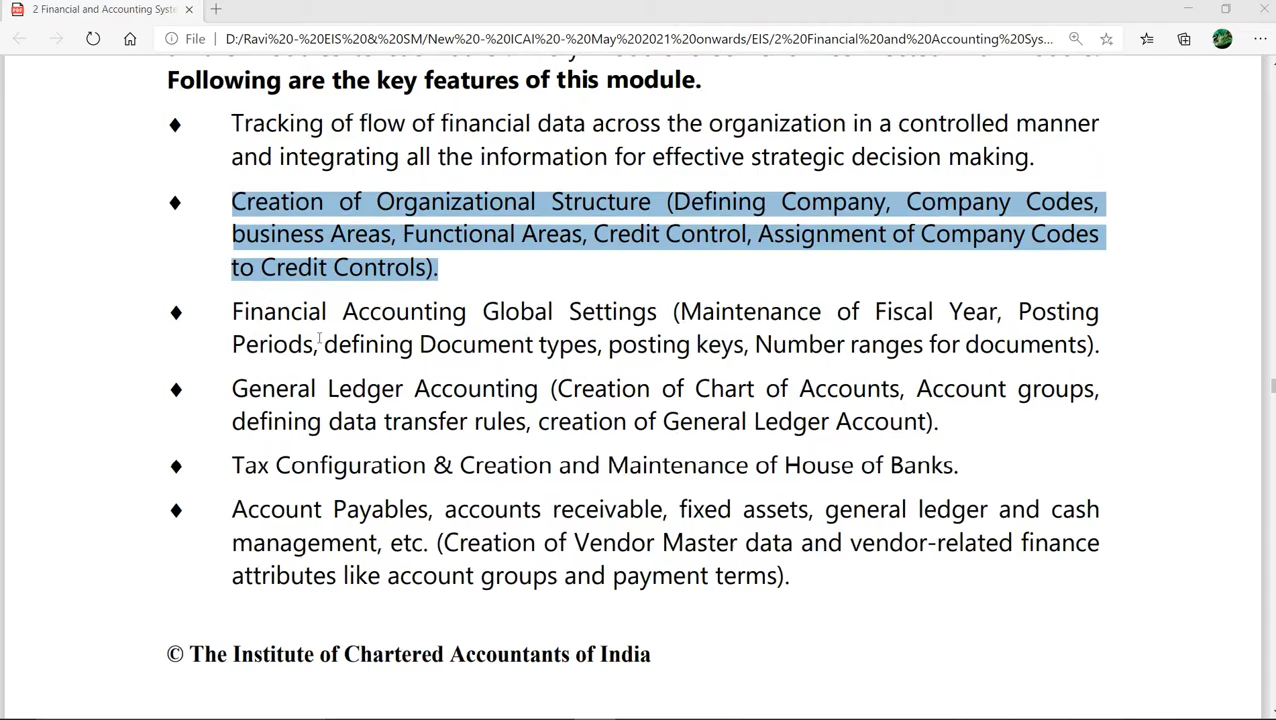 2 Financial and Accounting Syst
File
D:/Ravi%20-%20EIS%20&%20SM/New%20-%20ICAI%20-%20May%202021%20onwards/EIS/2%20Financial%20and%20Accounting%20Sys...
Following are the key features of this module.
Tracking of flow of financial data across the organization in a controlled manner
and integrating all the information for effective strategic decision making.
Creation of Organizational Structure (Defining Company, Company Codes,
business Areas, Functional Areas, Credit Control, Assignment of Company Codes
to Credit Controls).
Financial Accounting Global Settings (Maintenance of Fiscal Year, Posting
Periods, defining Document types, posting keys, Number ranges for documents).
General Ledger Accounting (Creation of Chart of Accounts, Account groups,
defining data transfer rules, creation of General Ledger Account).
Tax Configuration & Creation and Maintenance of House of Banks.
Account Payables, accounts receivable, fixed assets, general ledger and cash
management, etc. (Creation of Vendor Master data and vendor-related finance
attributes like account groups and payment terms).
© The Institute of Chartered Accountants of India